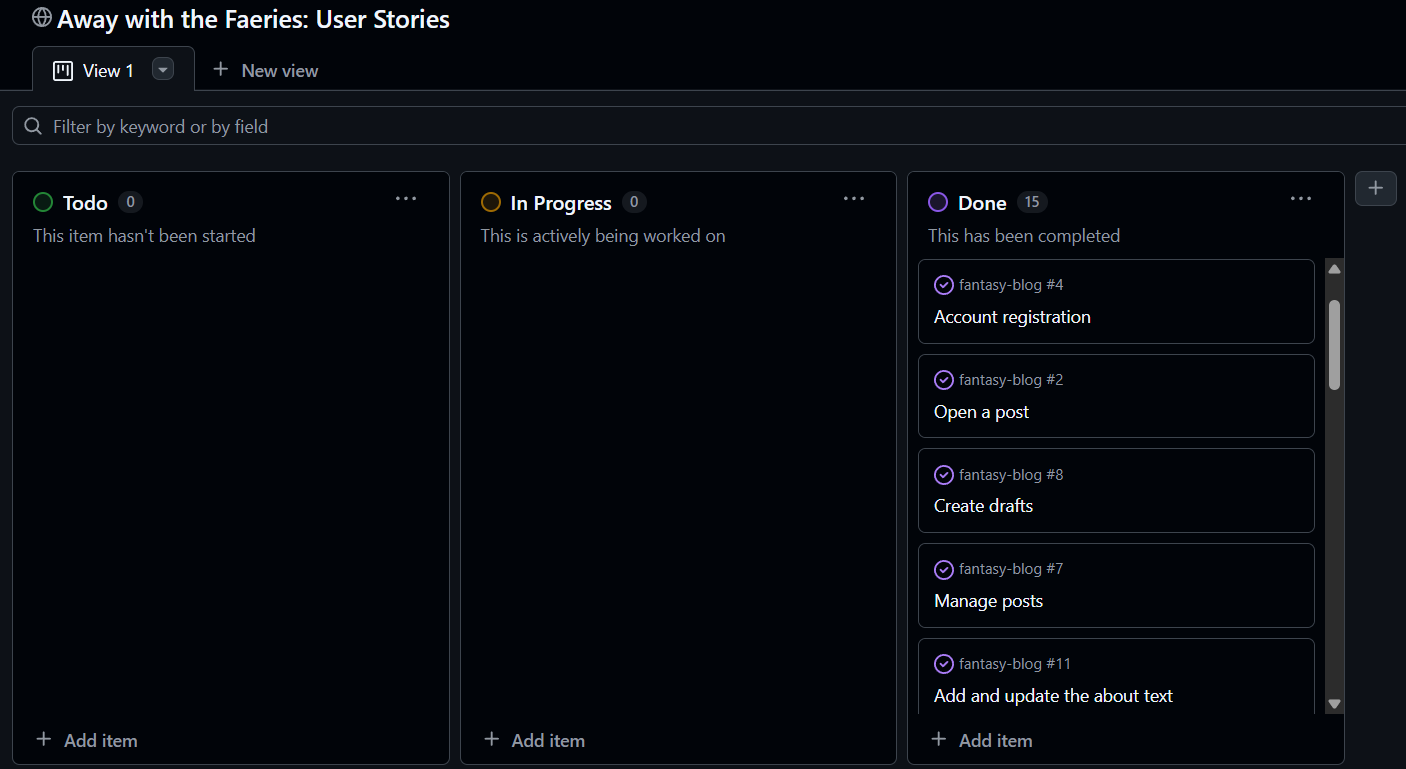 Away with the Faeries: User Stories
View 1
New view
Filter by keyword or by field
Todo 0
This item hasn't been started
Add item
In Progress 0
This is actively being worked on
Add item
Done 15
This has been completed
fantasy-blog #4
Account registration
fantasy-blog #2
Open a post
fantasy-blog #8
Create drafts
fantasy-blog #7
Manage posts
fantasy-blog #11
Add and update the about text
Add item